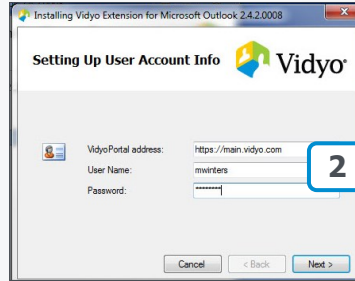 Installing Vidyo Extension for Microsoft Outlook 2.4.2.0008
Setting Up User Account Info
Vidyo
VidyoPortal address: https://main.vidyo.com
User Name: mwinters
Password: ********
2
Cancel < Back Next >